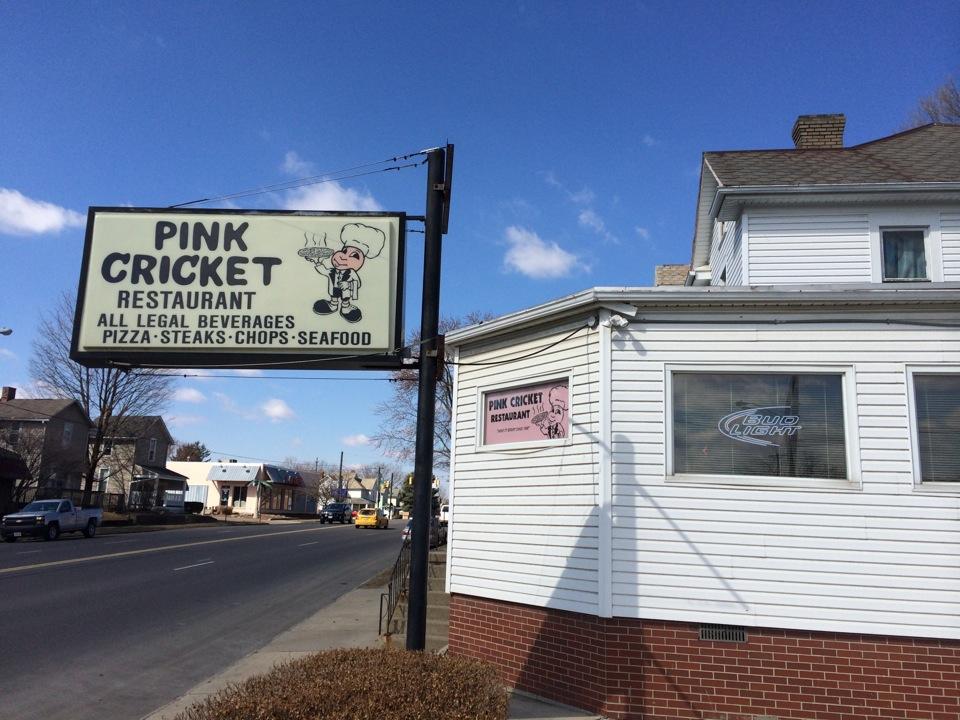 PINK
CRICKET
RESTAURANT
ALL LEGAL BEVERAGES
PIZZA·STEAKS·CHOPS·SEAFOOD
PINK CRICKET
RESTAURANT
BUD
LIGHT